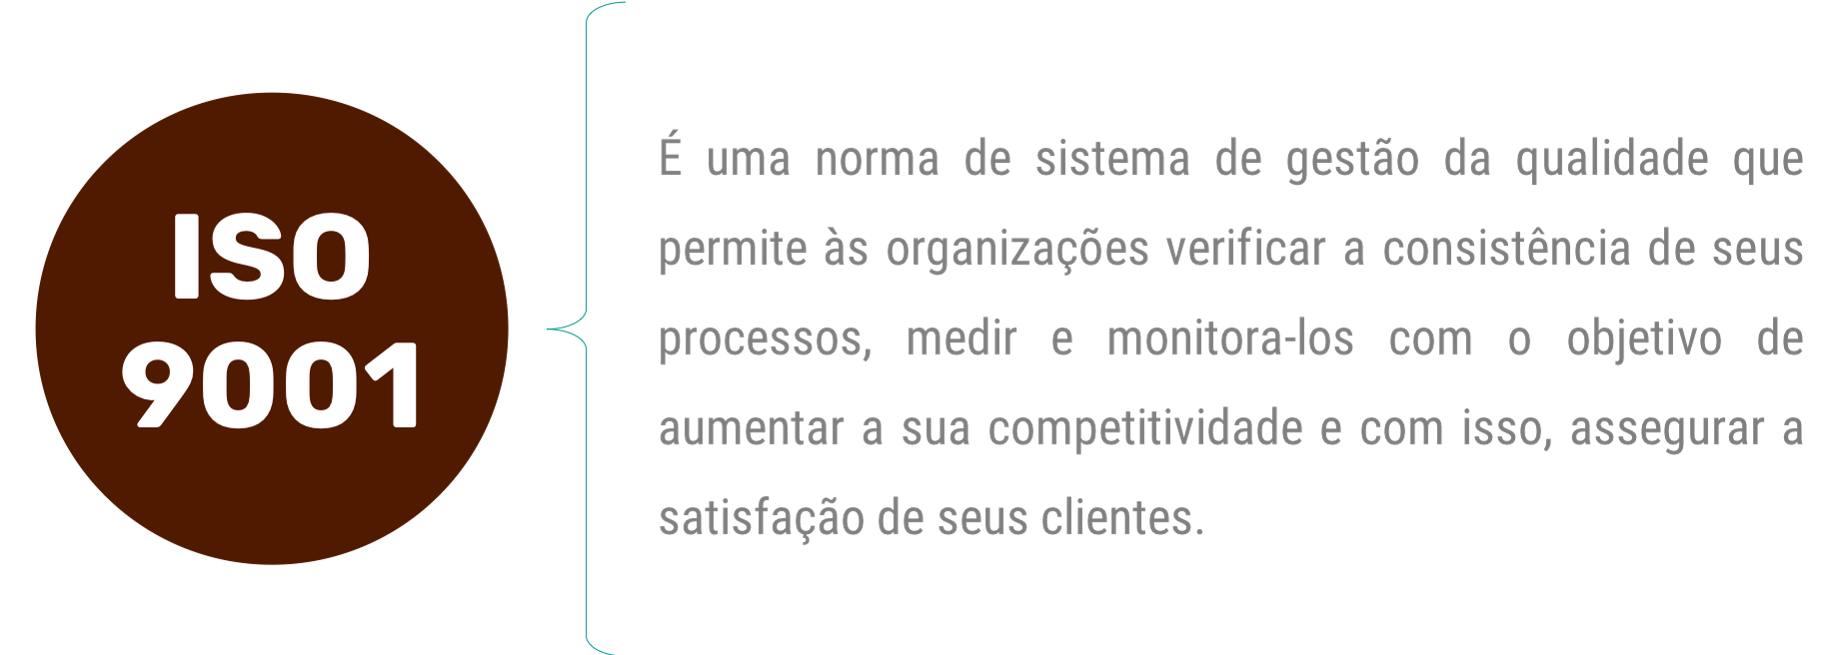 ISO
9001
É uma norma de sistema de gestão da qualidade que
permite às organizações verificar a consistência de seus
processos, medir e monitora-los com o objetivo de
aumentar a sua competitividade e com isso, assegurar a
satisfação de seus clientes.